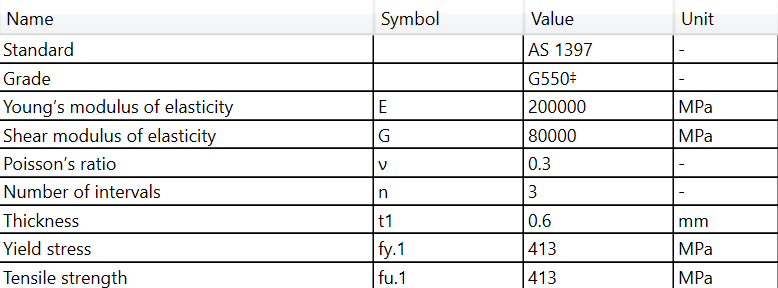 Name Symbol Value Unit
Standard AS 1397 -
Grade G550‡ -
Young's modulus of elasticity E 200000 MPa
Shear modulus of elasticity G 80000 MPa
Poisson's ratio ν 0.3 -
Number of intervals n 3 -
Thickness t1 0.6 mm
Yield stress fy.1 413 MPa
Tensile strength fu.1 413 MPa